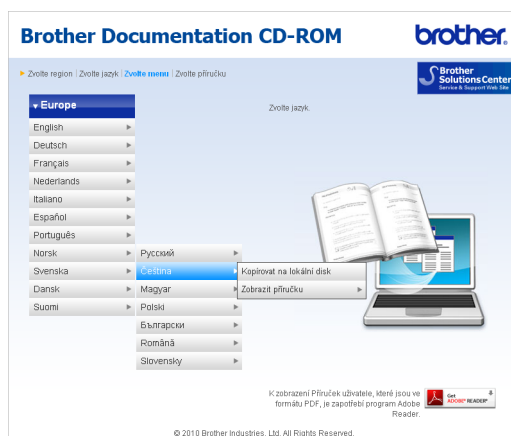 Brother Documentation CD-ROM
brother.
Zvolte region | Zvolte jazyk | Zvolte menu | Zvolte příručku
Brother
Solutions Center
Service & Support Web Site
Europe
Zvolte jazyk.
English
Deutsch
Français
Nederlands
Italiano
Español
Português
Norsk
Русский
Svenska
Čeština
Kopírovat na lokální disk
Dansk
Magyar
Zobrazit příručku
Suomi
Polski
Български
Română
Slovensky
K zobrazení Příruček uživatele, které jsou ve
formátu PDF, je zapotřebí program Adobe
Reader.
Get
ADOBE® READER®
© 2010 Brother Industries, Ltd. All Rights Reserved.